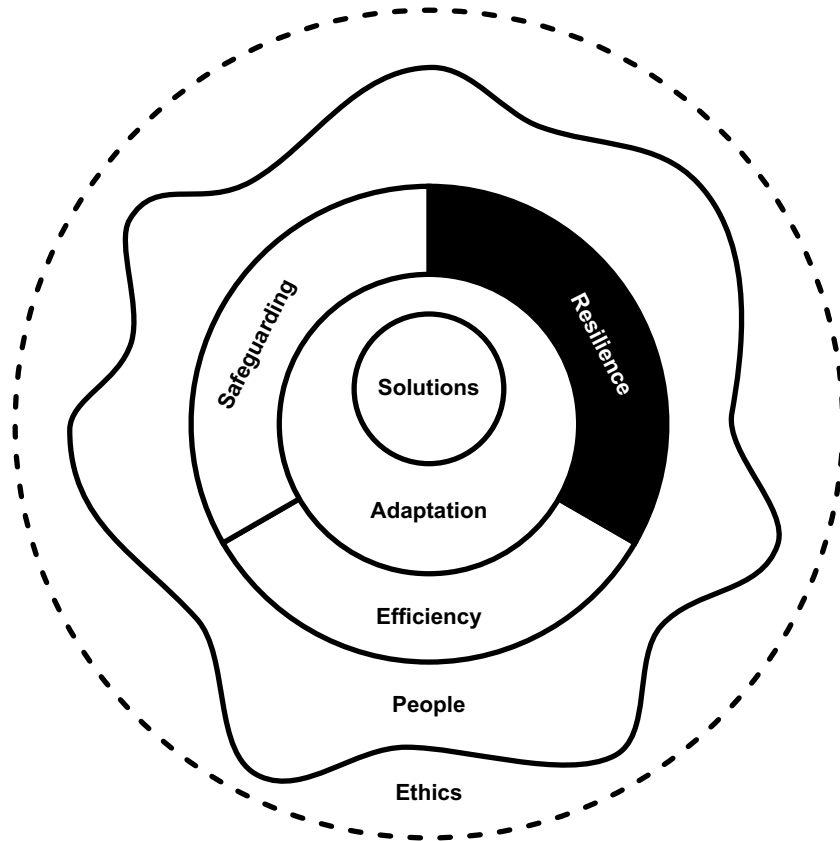 Safeguarding
Resilience
Solutions
Adaptation
Efficiency
People
Ethics